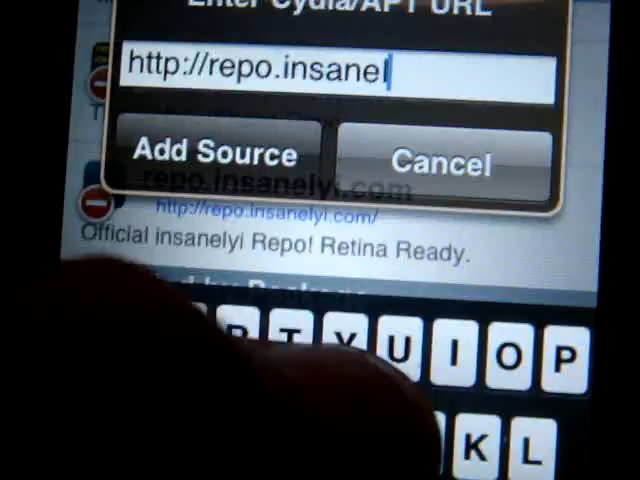 Enter Cydia/APT URL
http://repo.insanel
Add Source Cancel
repo.insanelyi.com
http://repo.insanelyi.com/
Official insanelyi Repo! Retina Ready.
by
R T Y U I O P
K L